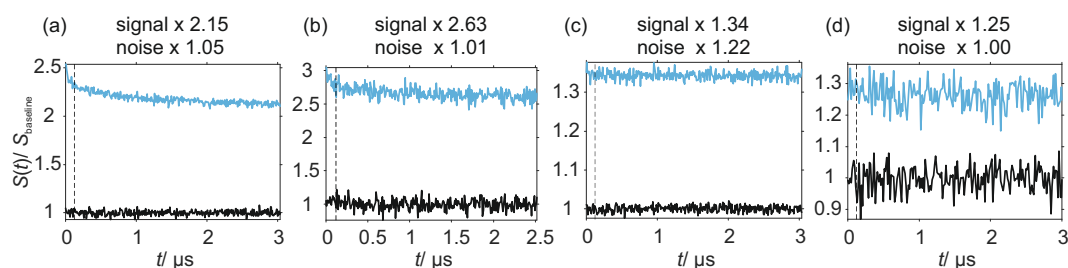 (a) signal x 2.15
noise x 1.05
(b) signal x 2.63
noise x 1.01
(c) signal x 1.34
noise x 1.22
(d) signal x 1.25
noise x 1.00
S(t)/ S_baseline
2.5
2
1.5
1
0 1 2 3
t/ μs
3
2.5
2
1.5
1
0 0.5 1 1.5 2 2.5
t/ μs
1.3
1.2
1.1
1
0 1 2 3
t/ μs
1.3
1.2
1.1
1
0.9
0 1 2 3
t/ μs